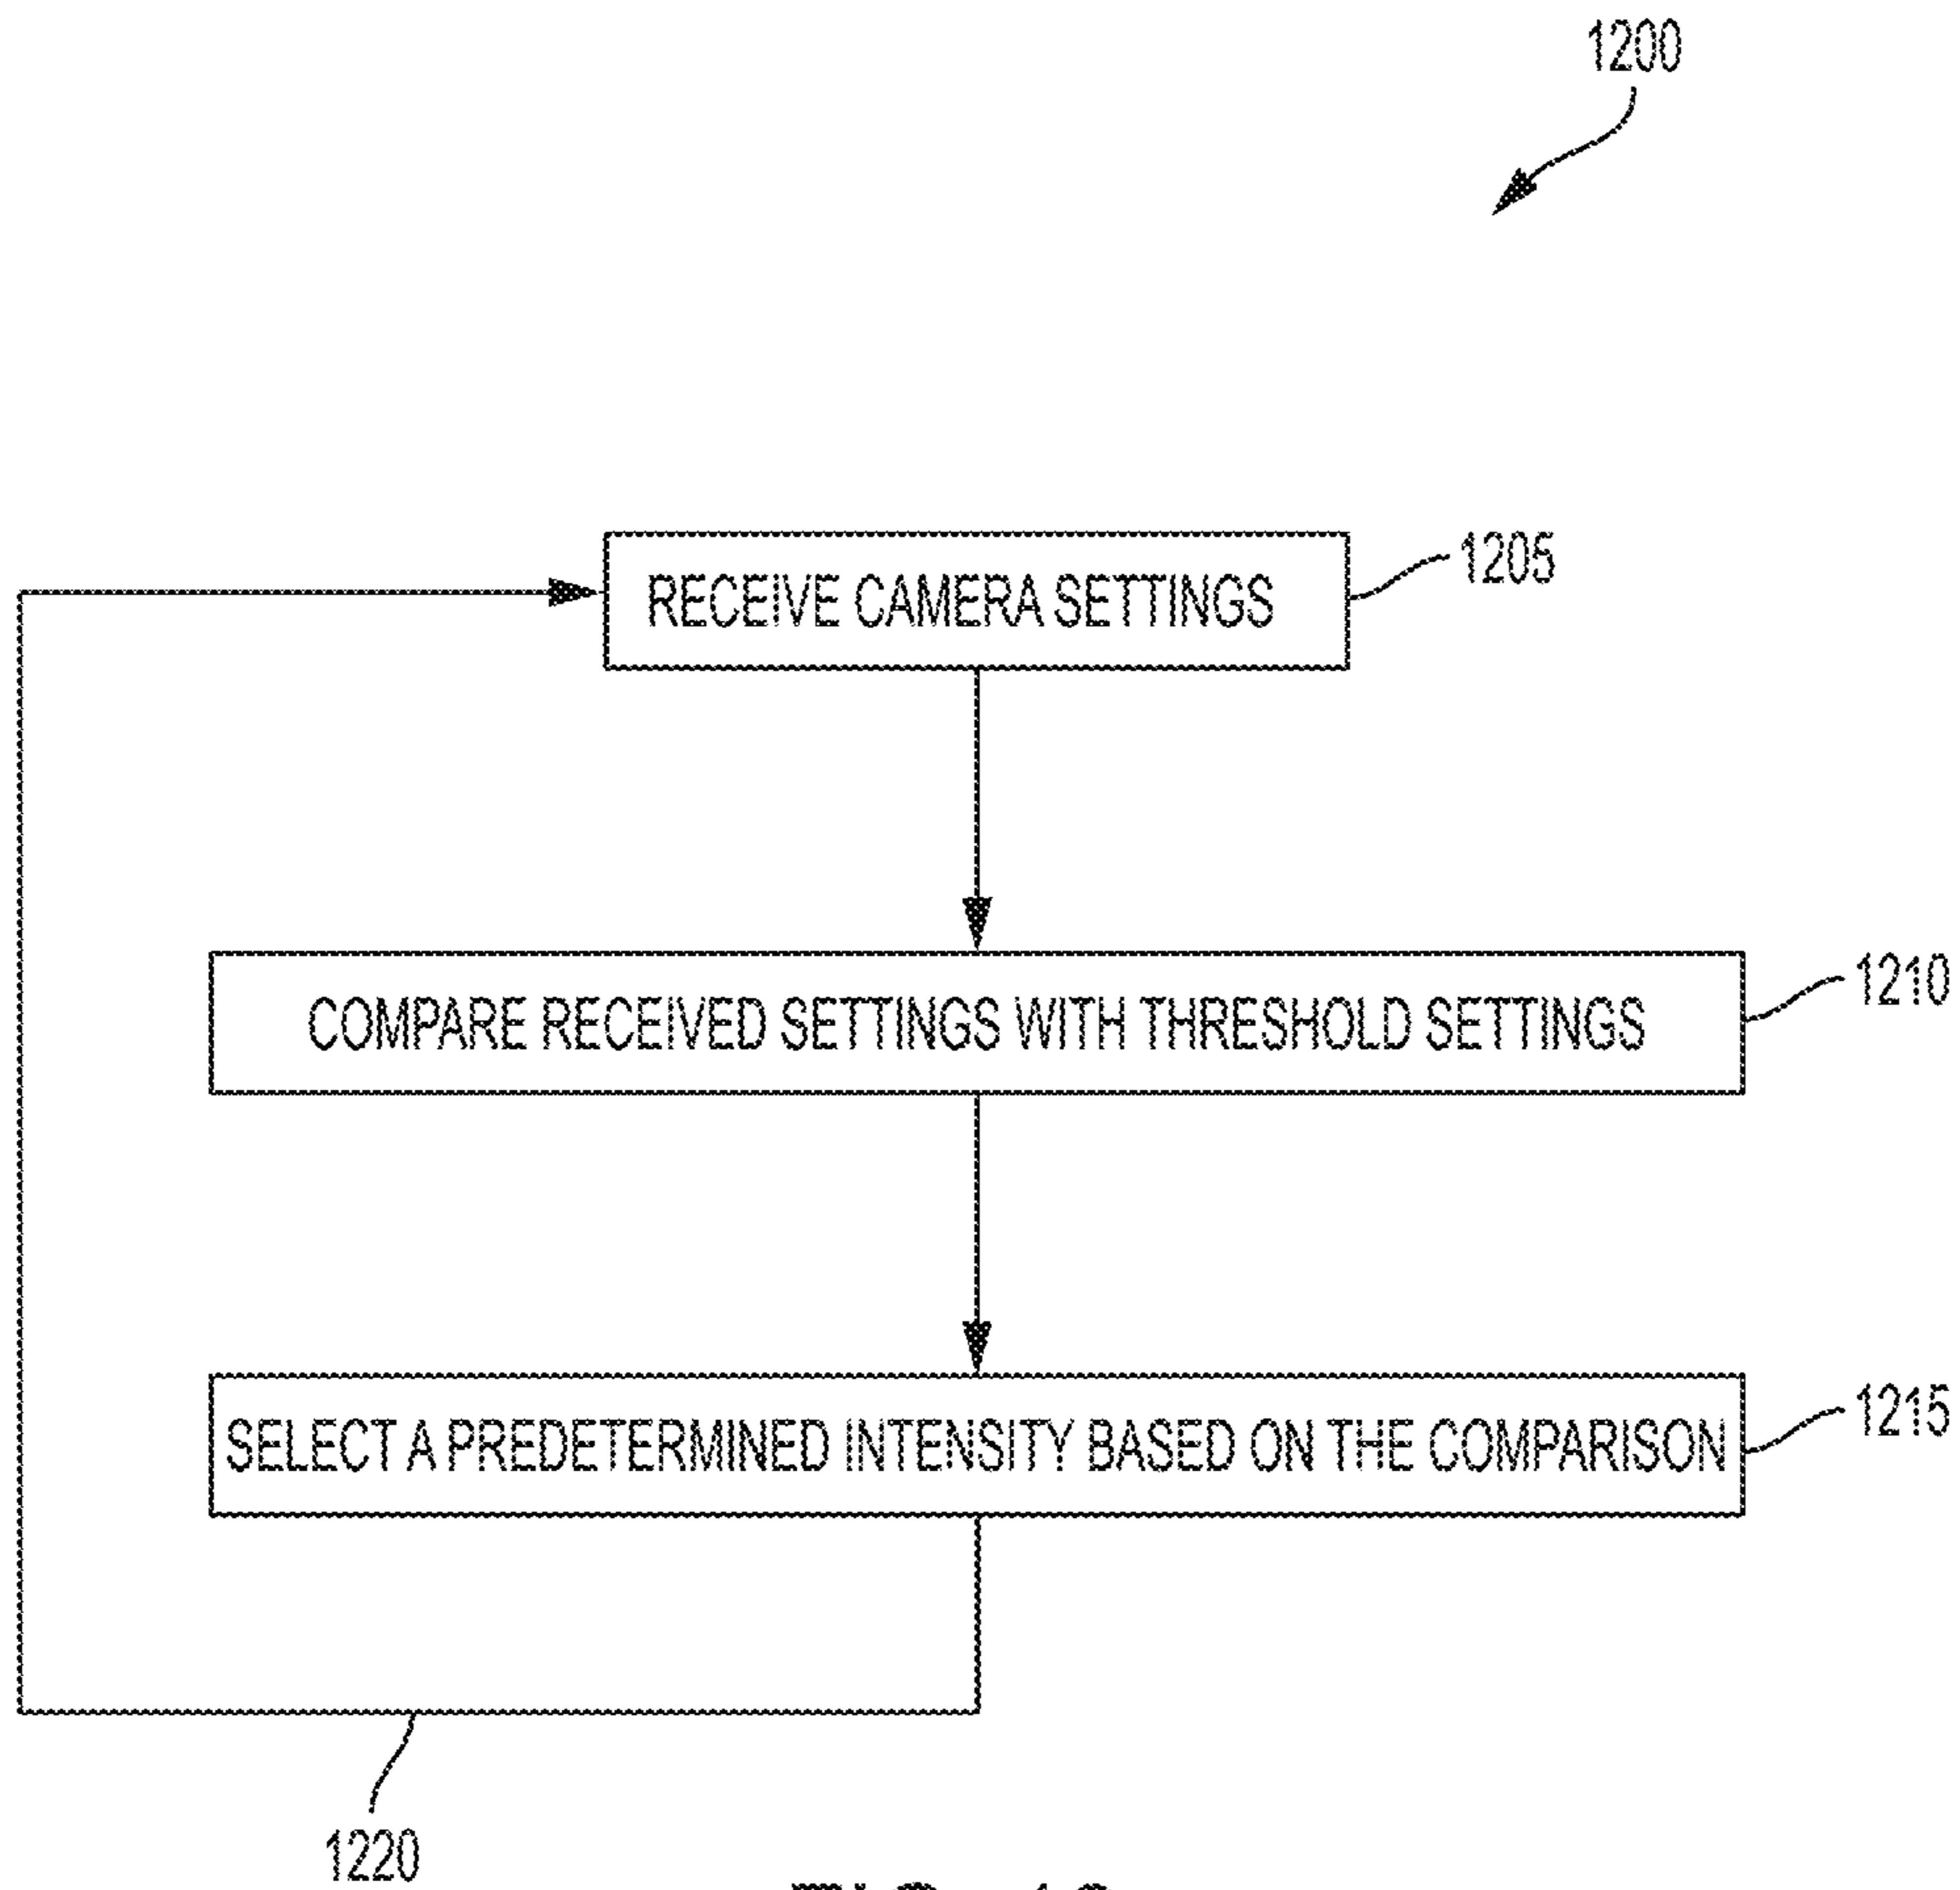 1200
RECEIVE CAMERA SETTINGS
1205
COMPARE RECEIVED SETTINGS WITH THRESHOLD SETTINGS
1210
SELECT A PREDETERMINED INTENSITY BASED ON THE COMPARISON
1215
1220